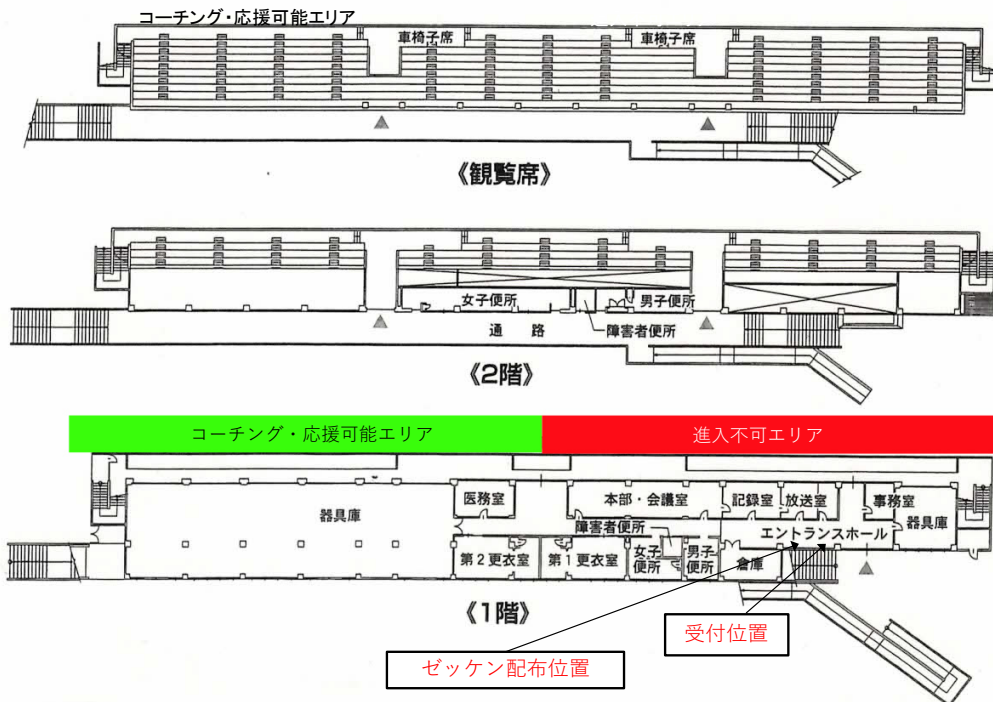 コーチング・応援可能エリア
車椅子席
車椅子席
《観覧席》
女子便所
男子便所
通 路
障害者便所
《2階》
コーチング・応援可能エリア
進入不可エリア
医務室
本部・会議室
記録室
放送室
事務室
器具庫
器具庫
障害者便所
エントランスホール
第2更衣室
第1更衣室
女子
便所
男子
便所
倉庫
《1階》
受付位置
ゼッケン配布位置